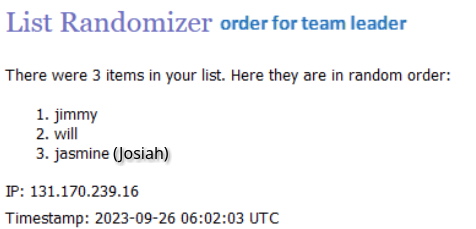 List Randomizer order for team leader
There were 3 items in your list. Here they are in random order:
1. jimmy
2. will
3. jasmine (Josiah)
IP: 131.170.239.16
Timestamp: 2023-09-26 06:02:03 UTC